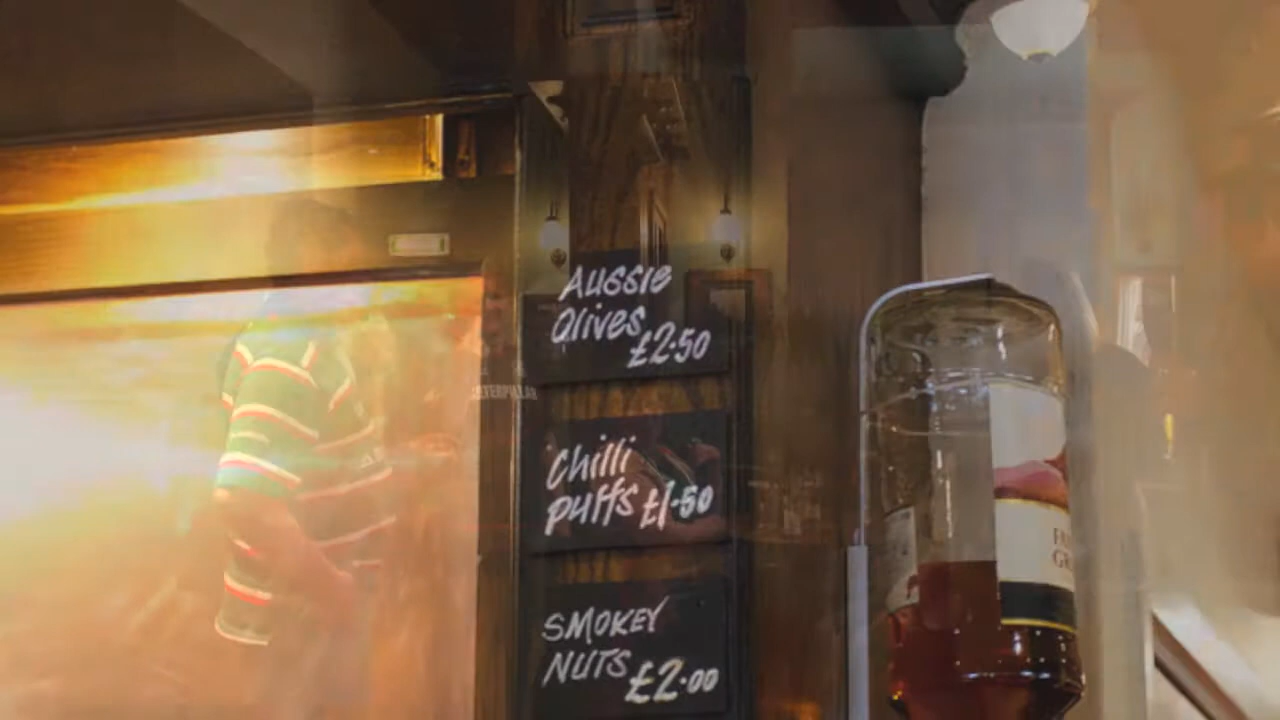 AUSSIE
Olives
£2.50
Chilli
puffs £1.50
SMOKEY
NUTS
£2.00